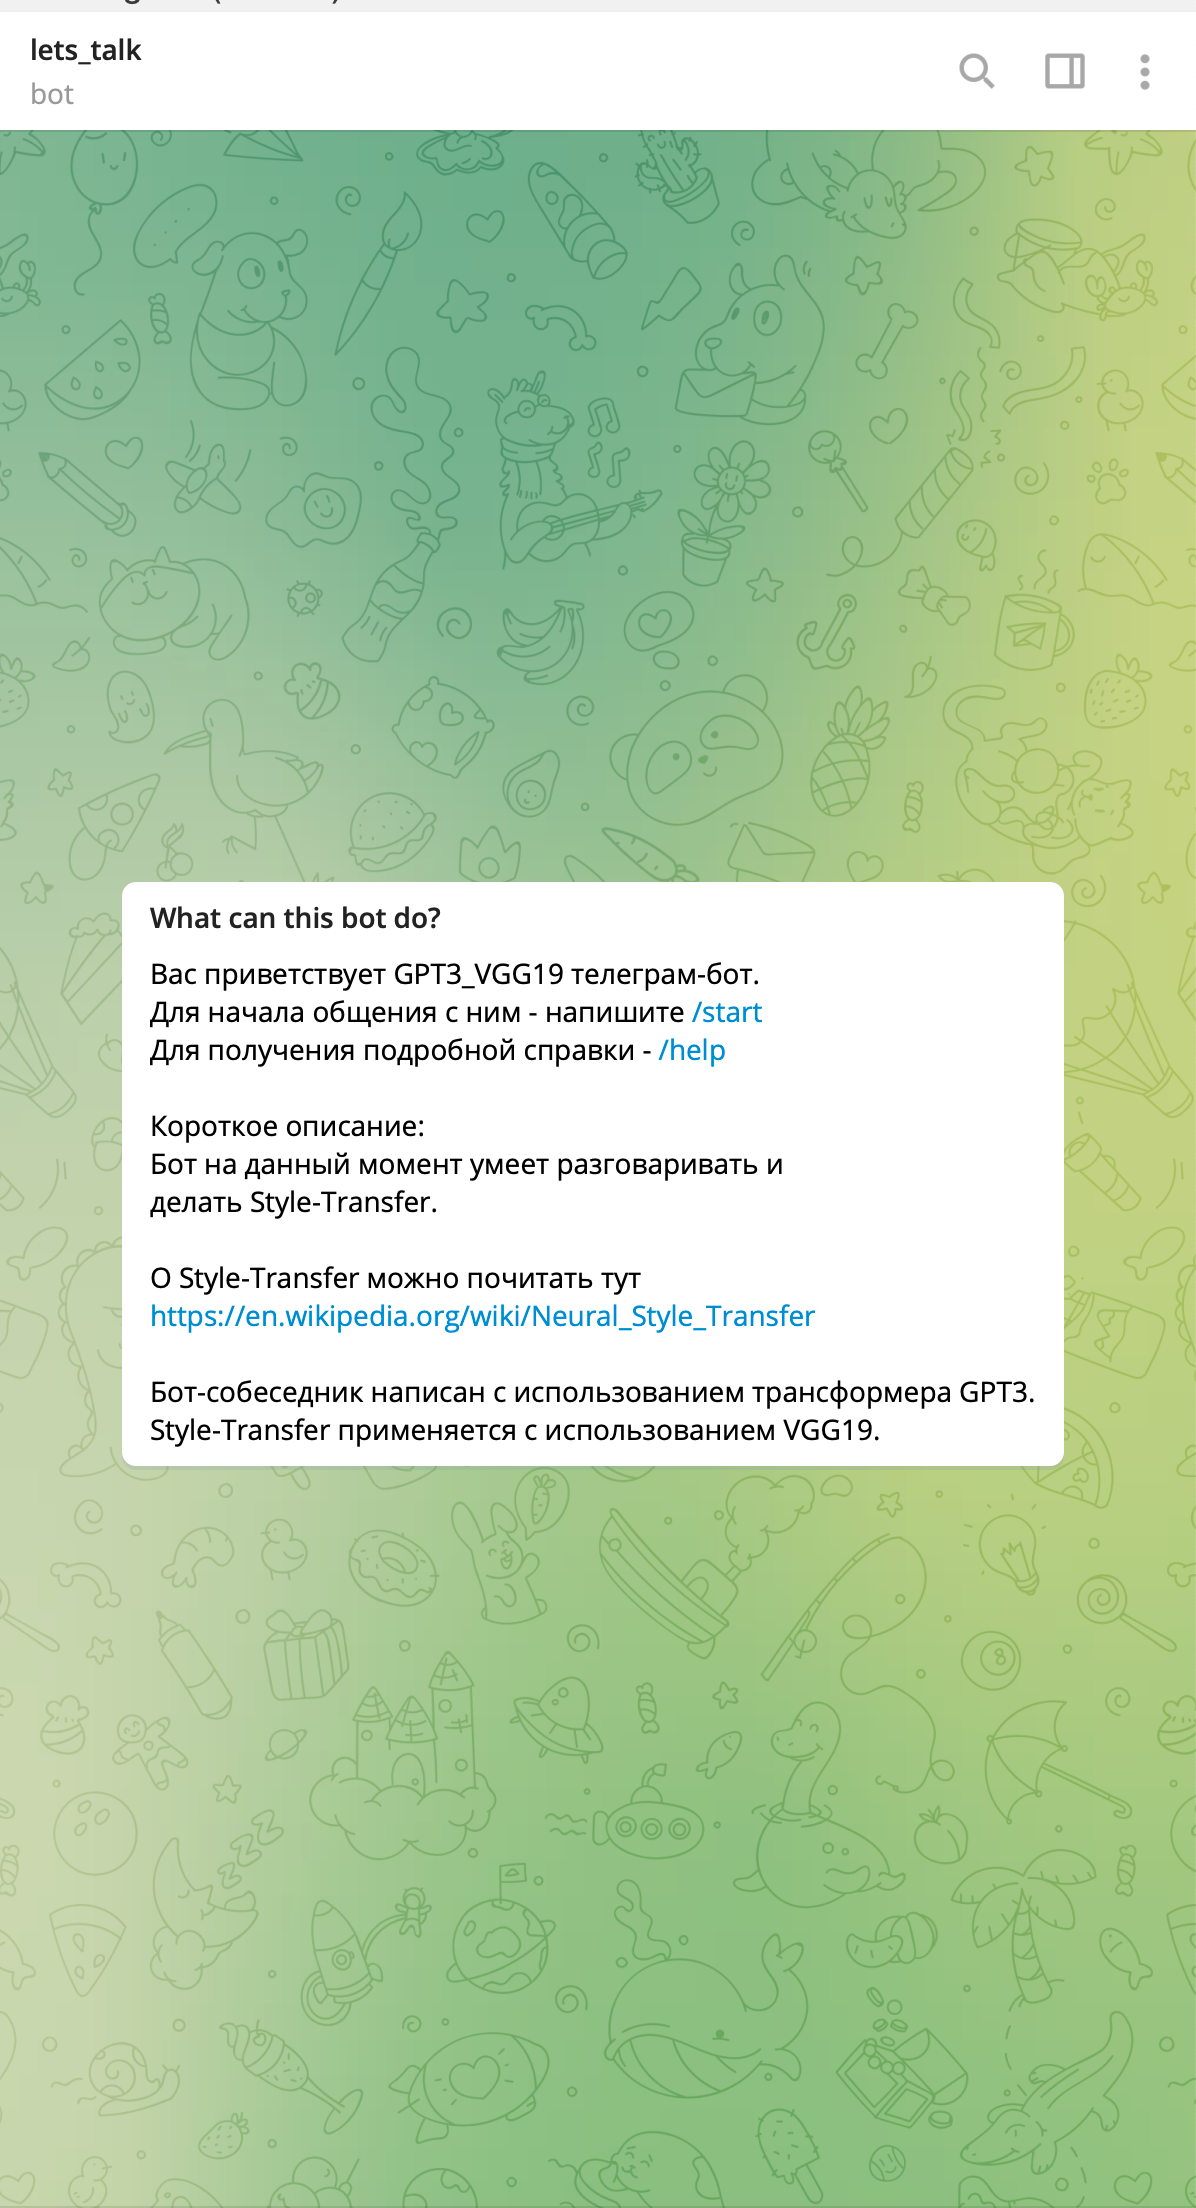 lets_talk
bot
What can this bot do?
Вас приветствует GPT3_VGG19 телеграм-бот.
Для начала общения с ним - напишите /start
Для получения подробной справки - /help
Короткое описание:
Бот на данный момент умеет разговаривать и
делать Style-Transfer.
О Style-Transfer можно почитать тут
https://en.wikipedia.org/wiki/Neural_Style_Transfer
Бот-собеседник написан с использованием трансформера GPT3.
Style-Transfer применяется с использованием VGG19.